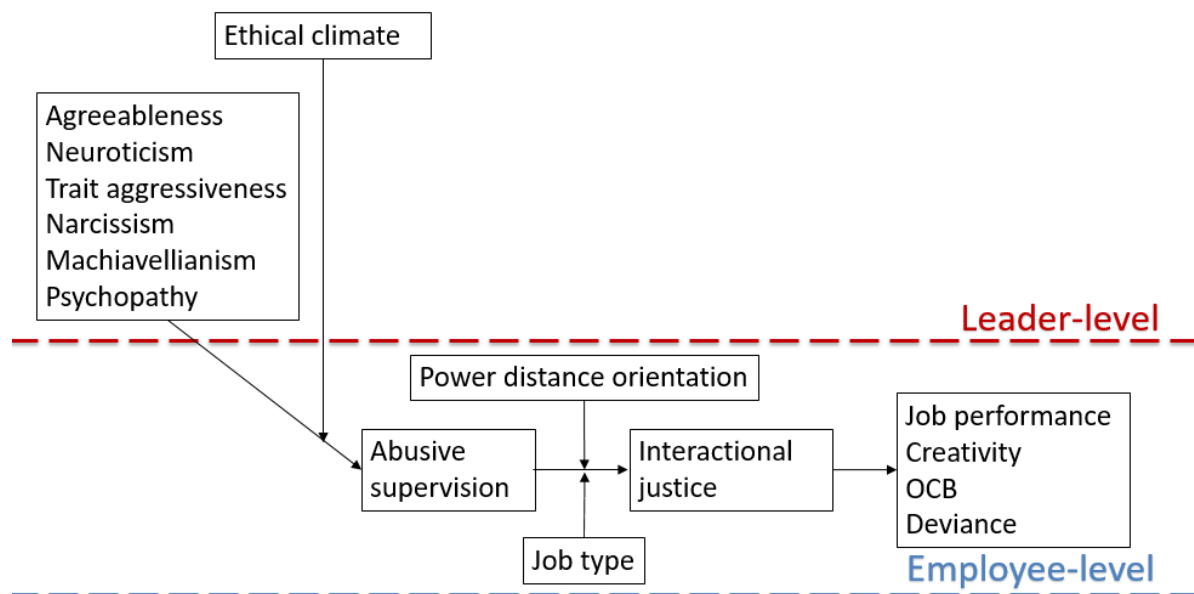 Ethical climate
Agreeableness
Neuroticism
Trait aggressiveness
Narcissism
Machiavellianism
Psychopathy
Leader-level
Power distance orientation
Abusive
supervision
Interactional
justice
Job performance
Creativity
OCB
Deviance
Job type
Employee-level